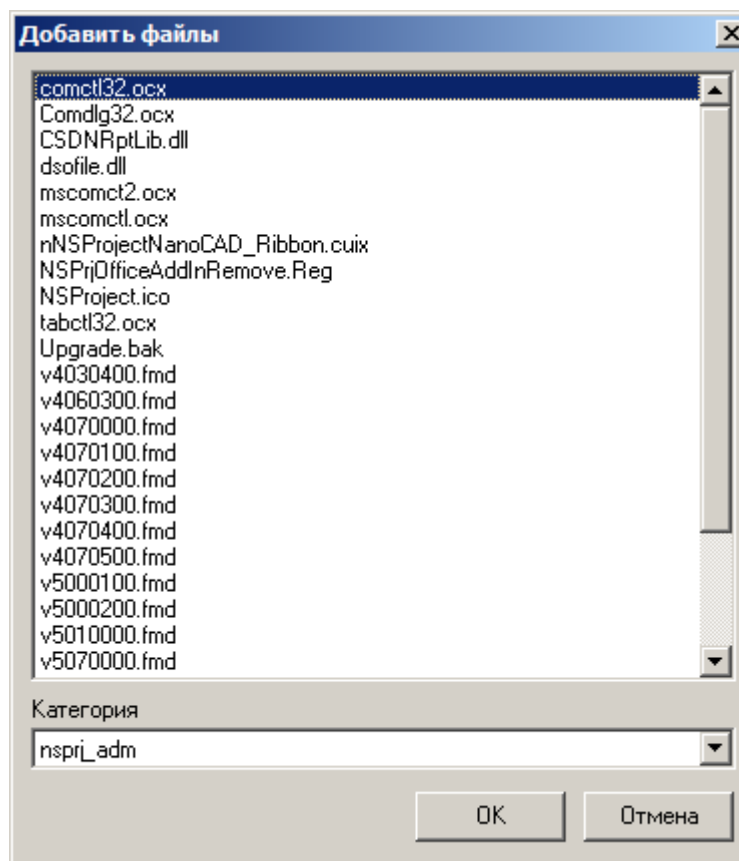 Добавить файлы
comctl32.ocx
Comdlg32.ocx
CSDNRptLib.dll
dsofile.dll
mscomct2.ocx
mscomctl.ocx
nNSProjectNanoCAD_Ribbon.cuix
NSPrjOfficeAddInRemove.Reg
NSProject.ico
tabctl32.ocx
Upgrade.bak
v4030400.fmd
v4060300.fmd
v4070000.fmd
v4070100.fmd
v4070200.fmd
v4070300.fmd
v4070400.fmd
v4070500.fmd
v5000100.fmd
v5000200.fmd
v5010000.fmd
v5070000.fmd
Категория
nsprj_adm
OK
Отмена